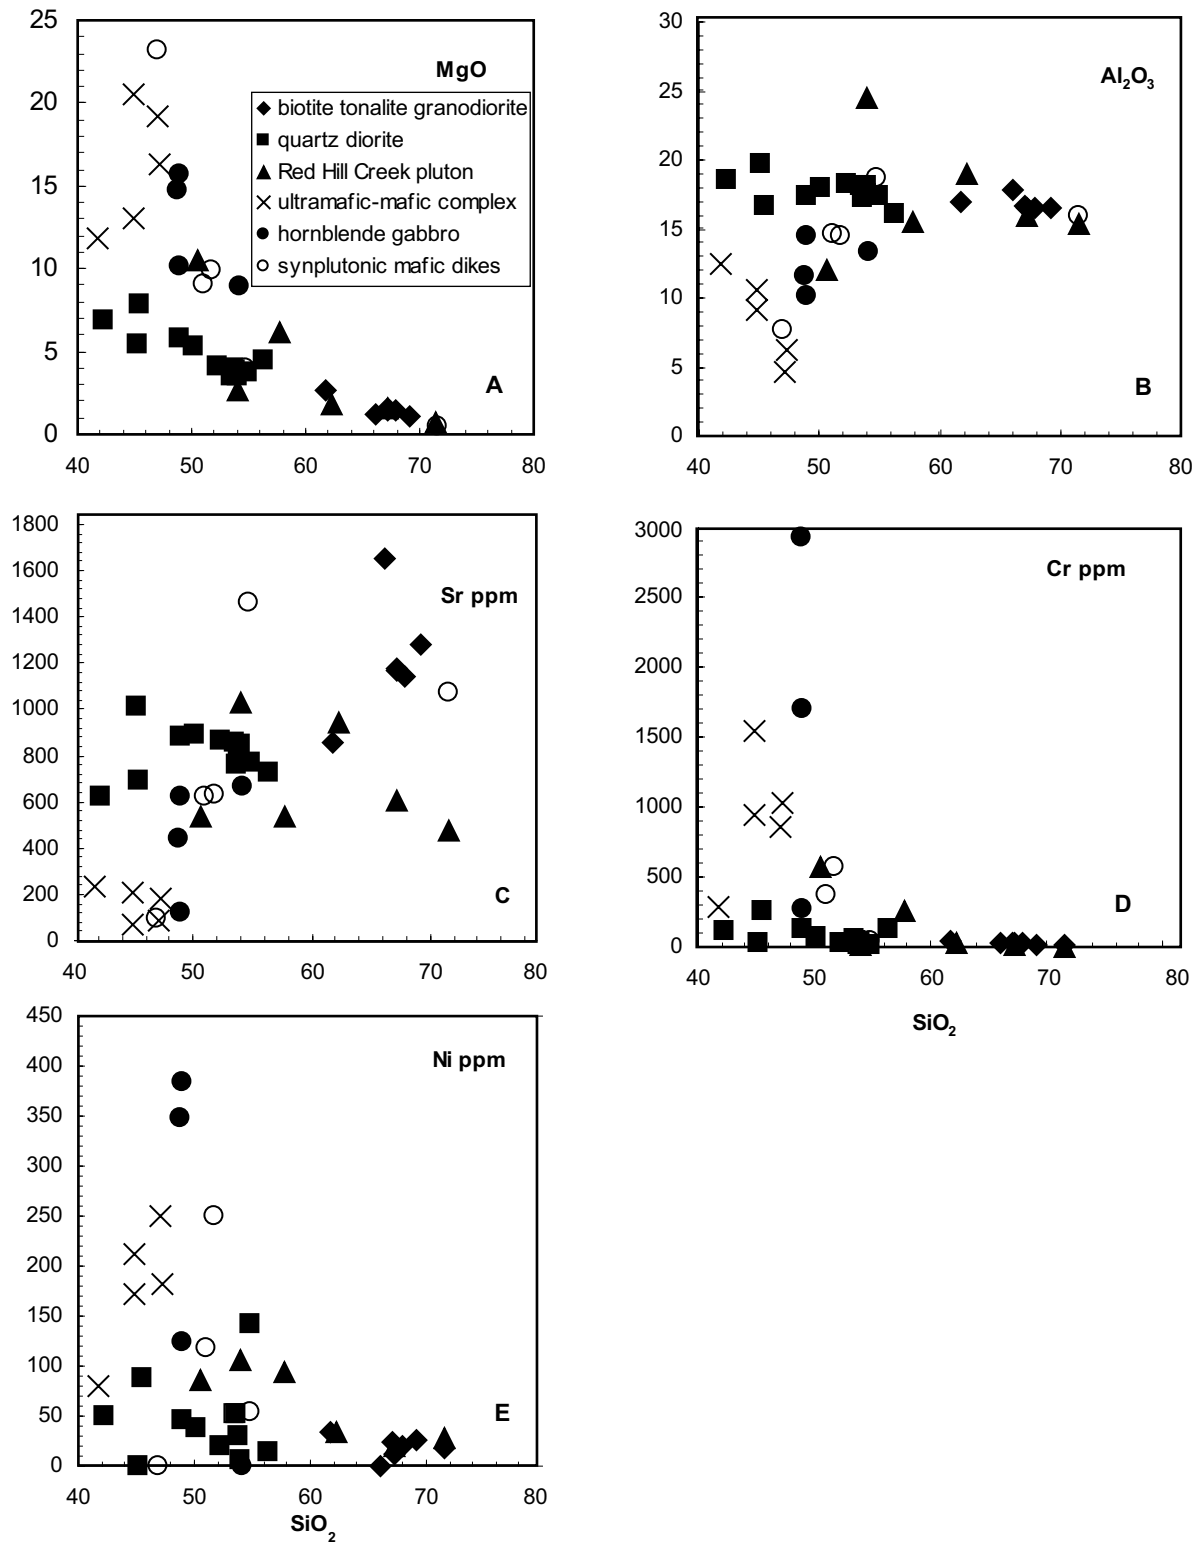 MgO
biotite tonalite granodiorite
quartz diorite
Red Hill Creek pluton
ultramafic-mafic complex
hornblende gabbro
synplutonic mafic dikes
A
25
20
15
10
5
0
40 50 60 70 80
Al₂O₃
B
30
25
20
15
10
5
0
40 50 60 70 80
Sr ppm
C
1800
1600
1400
1200
1000
800
600
400
200
0
40 50 60 70 80
Cr ppm
D
3000
2500
2000
1500
1000
500
0
40 50 60 70 80
SiO₂
Ni ppm
E
450
400
350
300
250
200
150
100
50
0
40 50 60 70 80
SiO₂